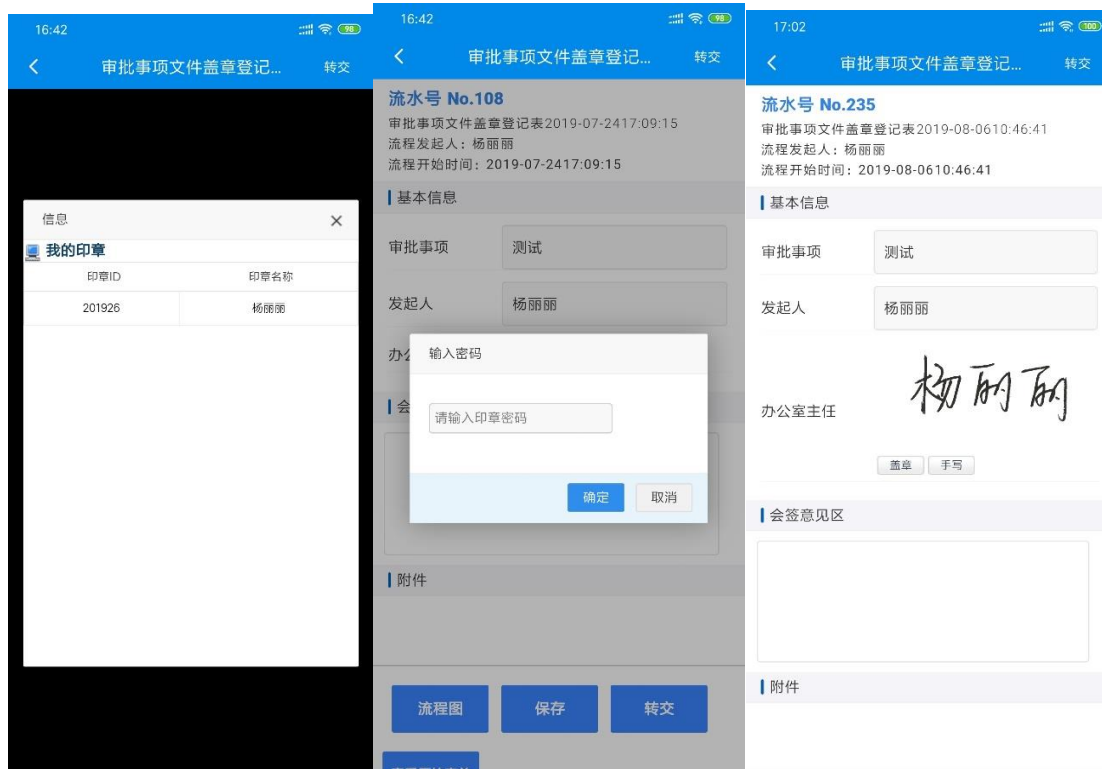 16:42
98
审批事项文件盖章登记...
转交
信息
我的印章
印章ID
印章名称
201926
杨丽丽
16:42
98
审批事项文件盖章登记...
转交
流水号 No.108
审批事项文件盖章登记表2019-07-2417:09:15
流程发起人：杨丽丽
流程开始时间：2019-07-2417:09:15
基本信息
审批事项
测试
发起人
杨丽丽
办公
输入密码
会
请输入印章密码
确定
取消
附件
流程图
保存
转交
17:02
100
审批事项文件盖章登记...
转交
流水号 No.235
审批事项文件盖章登记表2019-08-0610:46:41
流程发起人：杨丽丽
流程开始时间：2019-08-0610:46:41
基本信息
审批事项
测试
发起人
杨丽丽
杨丽丽
办公室主任
盖章
手写
会签意见区
附件